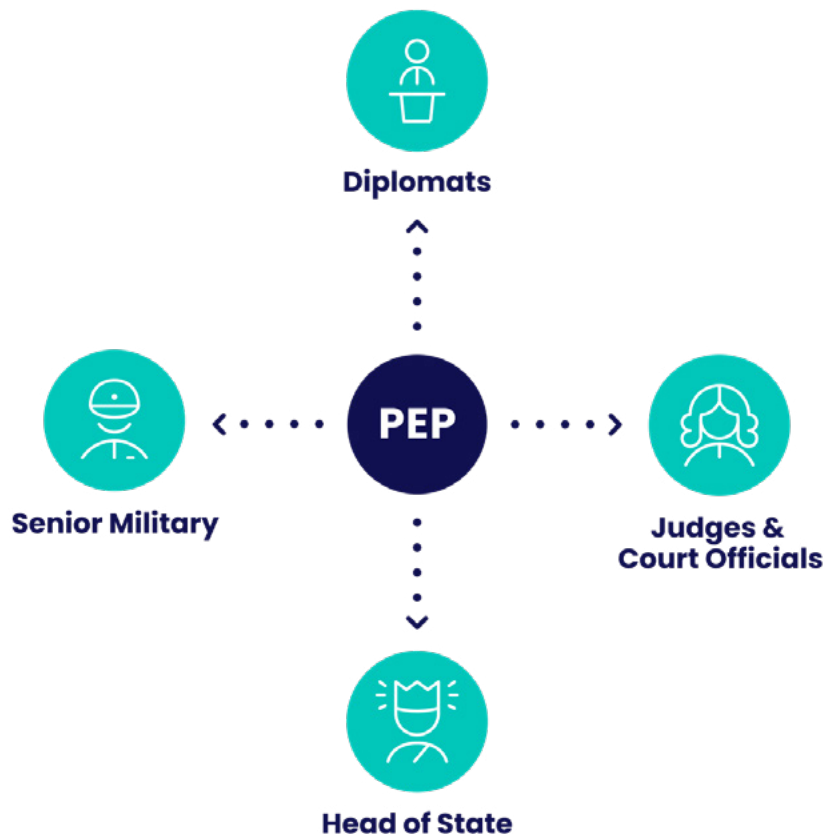 Diplomats
PEP
Senior Military
Judges &
Court Officials
Head of State